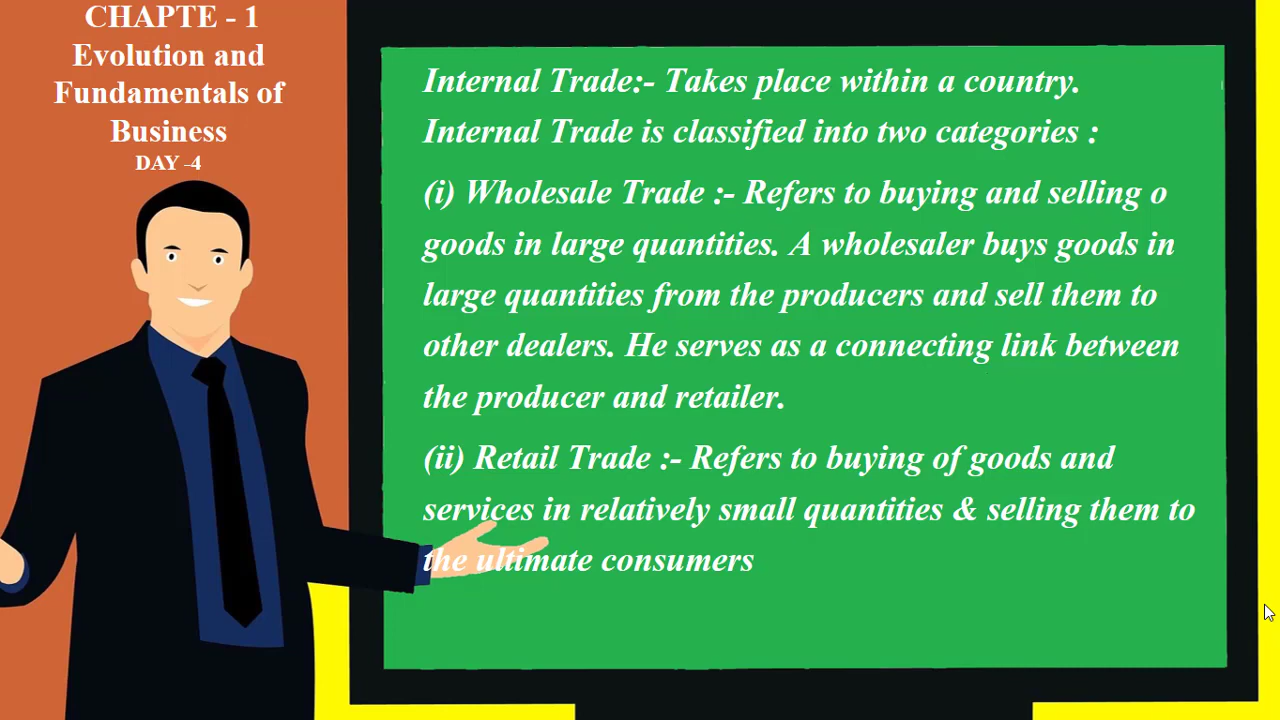 CHAPTE - 1
Evolution and
Fundamentals of
Business
DAY -4
Internal Trade:- Takes place within a country.
Internal Trade is classified into two categories :
(i) Wholesale Trade :- Refers to buying and selling o
goods in large quantities. A wholesaler buys goods in
large quantities from the producers and sell them to
other dealers. He serves as a connecting link between
the producer and retailer.
(ii) Retail Trade :- Refers to buying of goods and
services in relatively small quantities & selling them to
the ultimate consumers